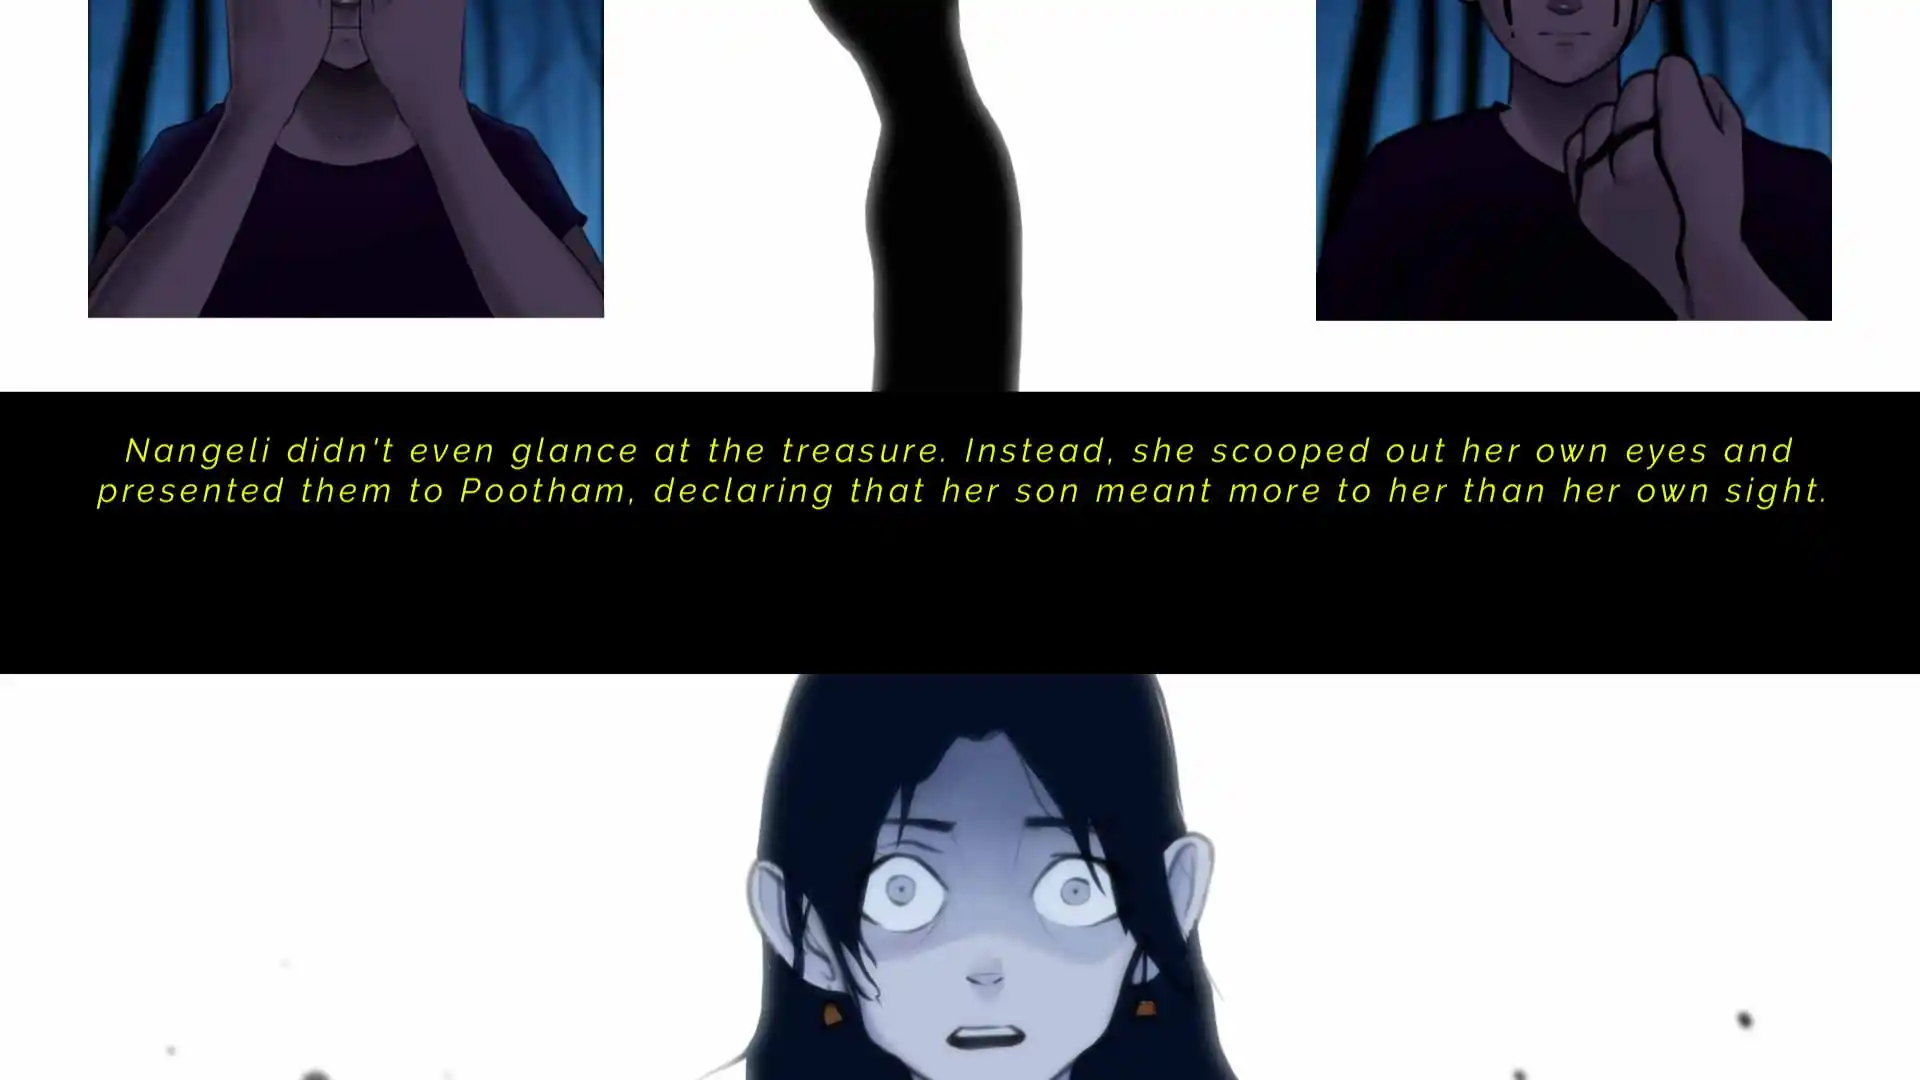 Nangeli didn't even glance at the treasure. Instead, she scooped out her own eyes and
presented them to Pootham, declaring that her son meant more to her than her own sight.